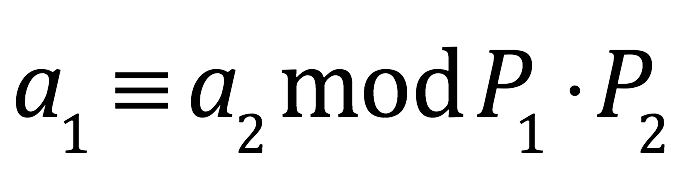 a₁ ≡ a₂ mod P₁ · P₂